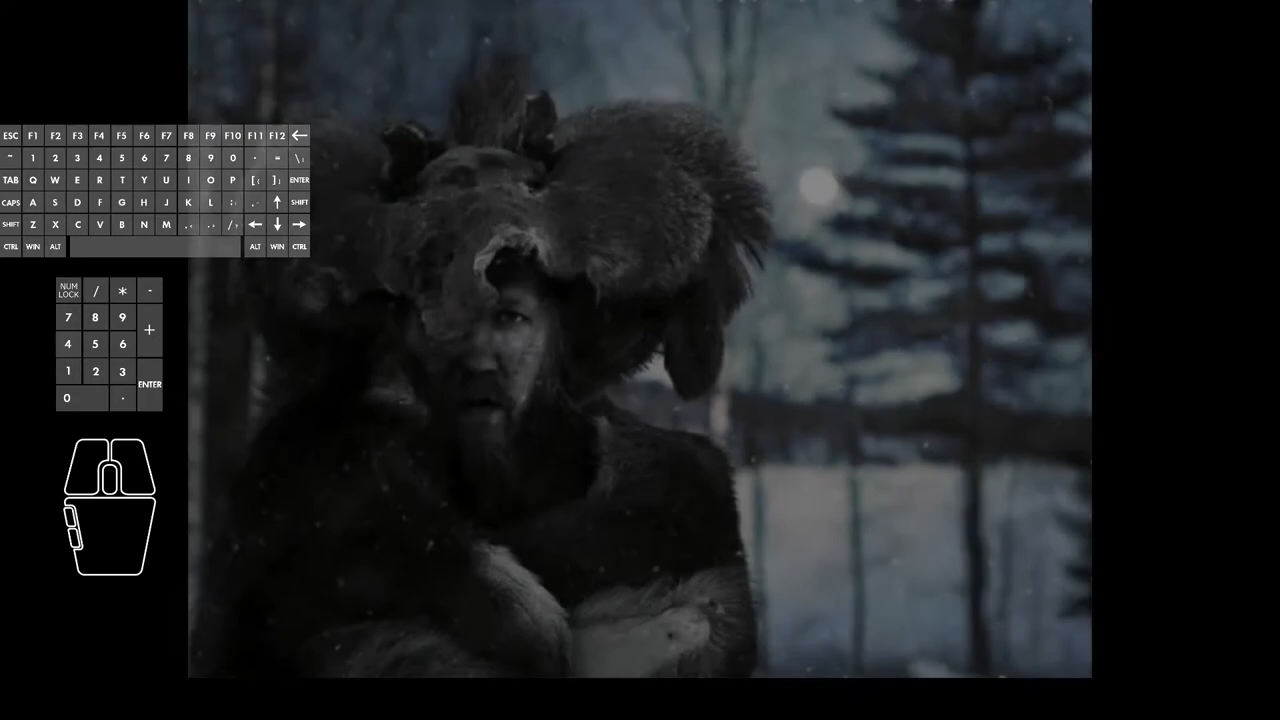 ESC F1 F2 F3 F4 F5 F6 F7 F8 F9 F10 F11 F12 ←
1 2 3 4 5 6 7 8 9 0 =
TAB Q W E R T Y U I O P [ ] ENTER
CAPS A S D F G H J K L ↑ SHIFT
SHIFT Z X C V B N M / ← ↓ →
CTRL WIN ALT ALT WIN CTRL
NUM
LOCK / * -
7 8 9 +
4 5 6
1 2 3 ENTER
0 .